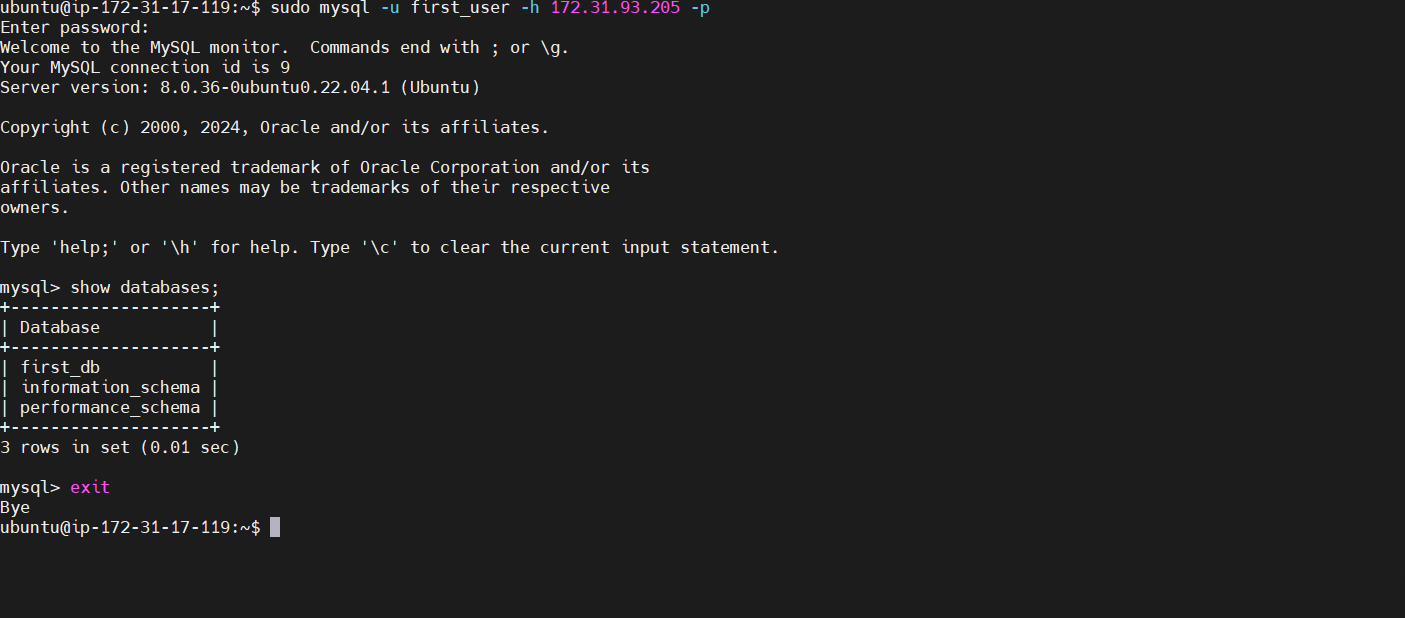 ubuntu@ip-172-31-17-119:~$ sudo mysql -u first_user -h 172.31.93.205 -p
Enter password:
Welcome to the MySQL monitor.  Commands end with ; or \g.
Your MySQL connection id is 9
Server version: 8.0.36-0ubuntu0.22.04.1 (Ubuntu)

Copyright (c) 2000, 2024, Oracle and/or its affiliates.

Oracle is a registered trademark of Oracle Corporation and/or its
affiliates. Other names may be trademarks of their respective
owners.

Type 'help;' or '\h' for help. Type '\c' to clear the current input statement.

mysql> show databases;
+--------------------+
| Database           |
+--------------------+
| first_db           |
| information_schema |
| performance_schema |
+--------------------+
3 rows in set (0.01 sec)

mysql> exit
Bye
ubuntu@ip-172-31-17-119:~$